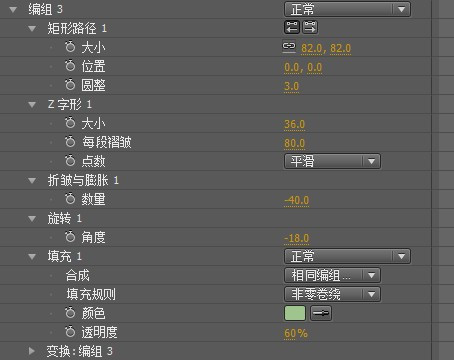 编组 3 正常
矩形路径 1
大小 82.0, 82.0
位置 0.0, 0.0
圆整 3.0
Z 字形 1
大小 36.0
每段褶皱 80.0
点数 平滑
折皱与膨胀 1
数量 -40.0
旋转 1
角度 -18.0
填充 1 正常
合成 相同编组...
填充规则 非零卷绕
颜色
透明度 60%
变换:编组 3